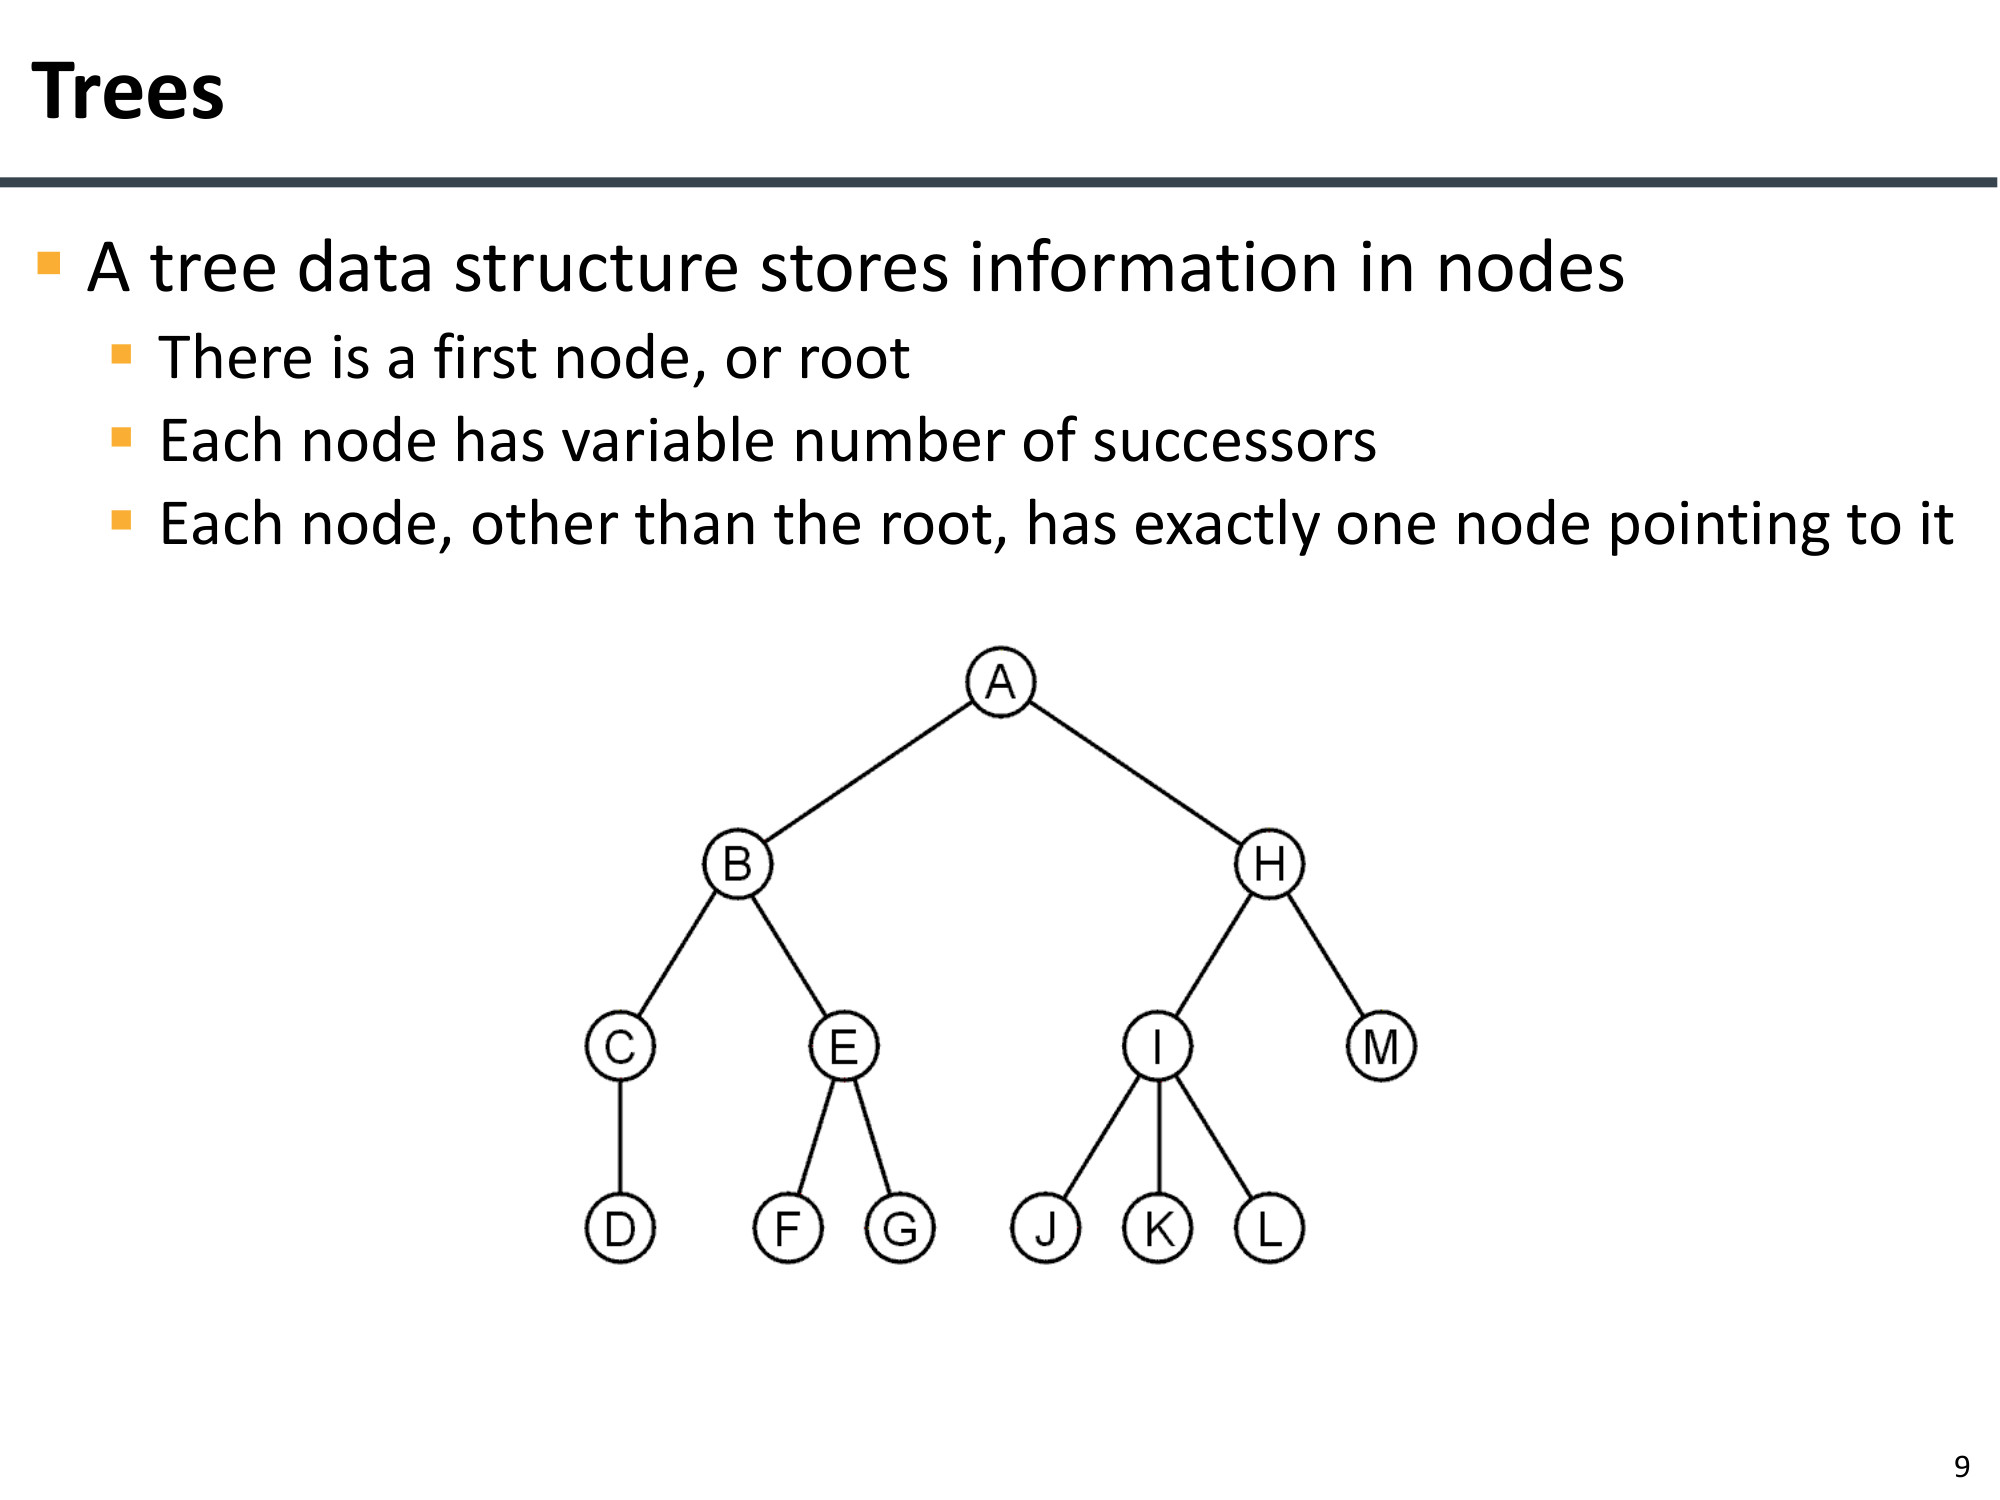 Trees
A tree data structure stores information in nodes
There is a first node, or root
Each node has variable number of successors
Each node, other than the root, has exactly one node pointing to it
A
B H
C E I M
D F G J K L
9